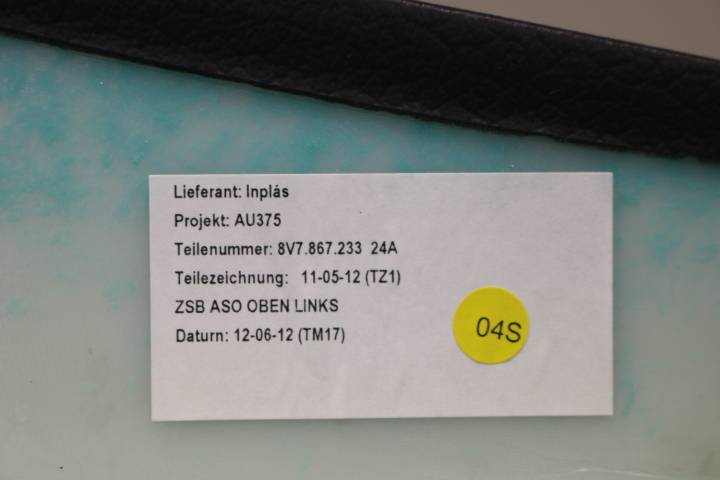 Lieferant: Inplás
Projekt: AU375
Teilenummer: 8V7.867.233 24A
Teilezeichnung: 11-05-12 (TZ1)
ZSB ASO OBEN LINKS
Daturn: 12-06-12 (TM17)
04S